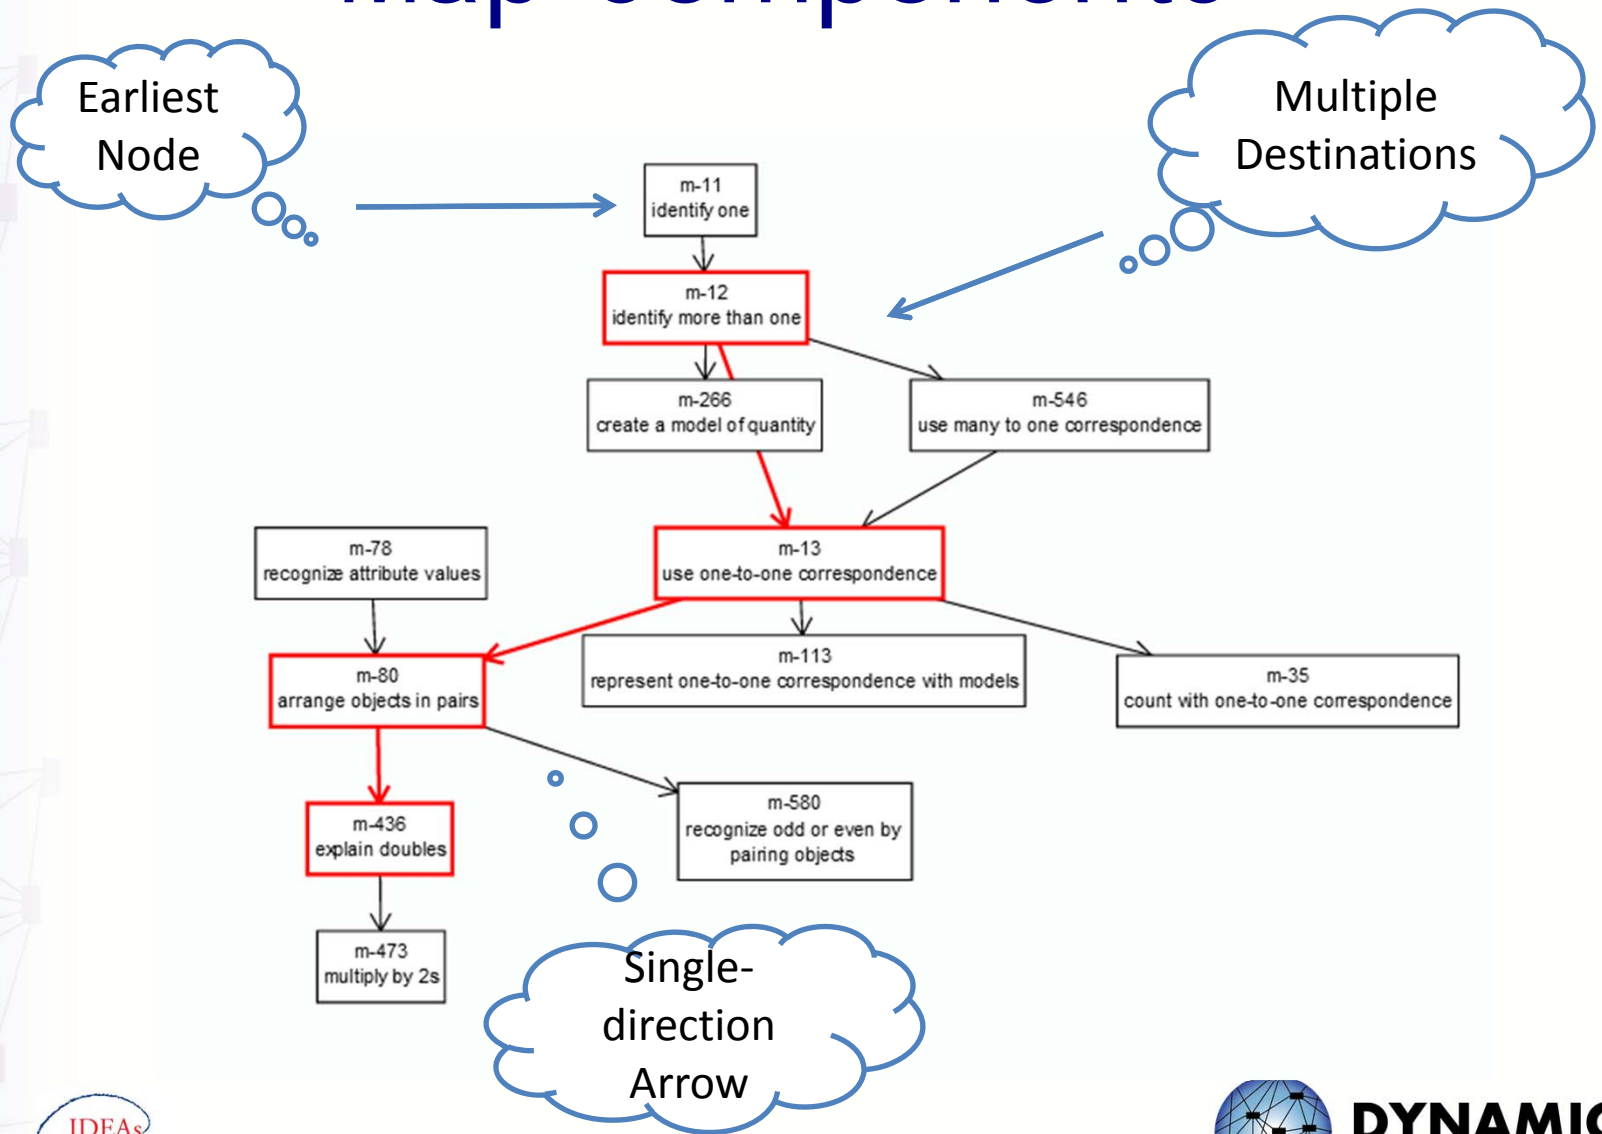 Map components
Earliest
Node
Multiple
Destinations
m-11
identify one
m-12
identify more than one
m-266
create a model of quantity
m-546
use many to one correspondence
m-78
recognize attribute values
m-13
use one-to-one correspondence
m-80
arrange objects in pairs
m-113
represent one-to-one correspondence with models
m-35
count with one-to-one correspondence
m-436
explain doubles
m-580
recognize odd or even by
pairing objects
m-473
multiply by 2s
Single-
direction
Arrow
IDEAs
DYNAMIC